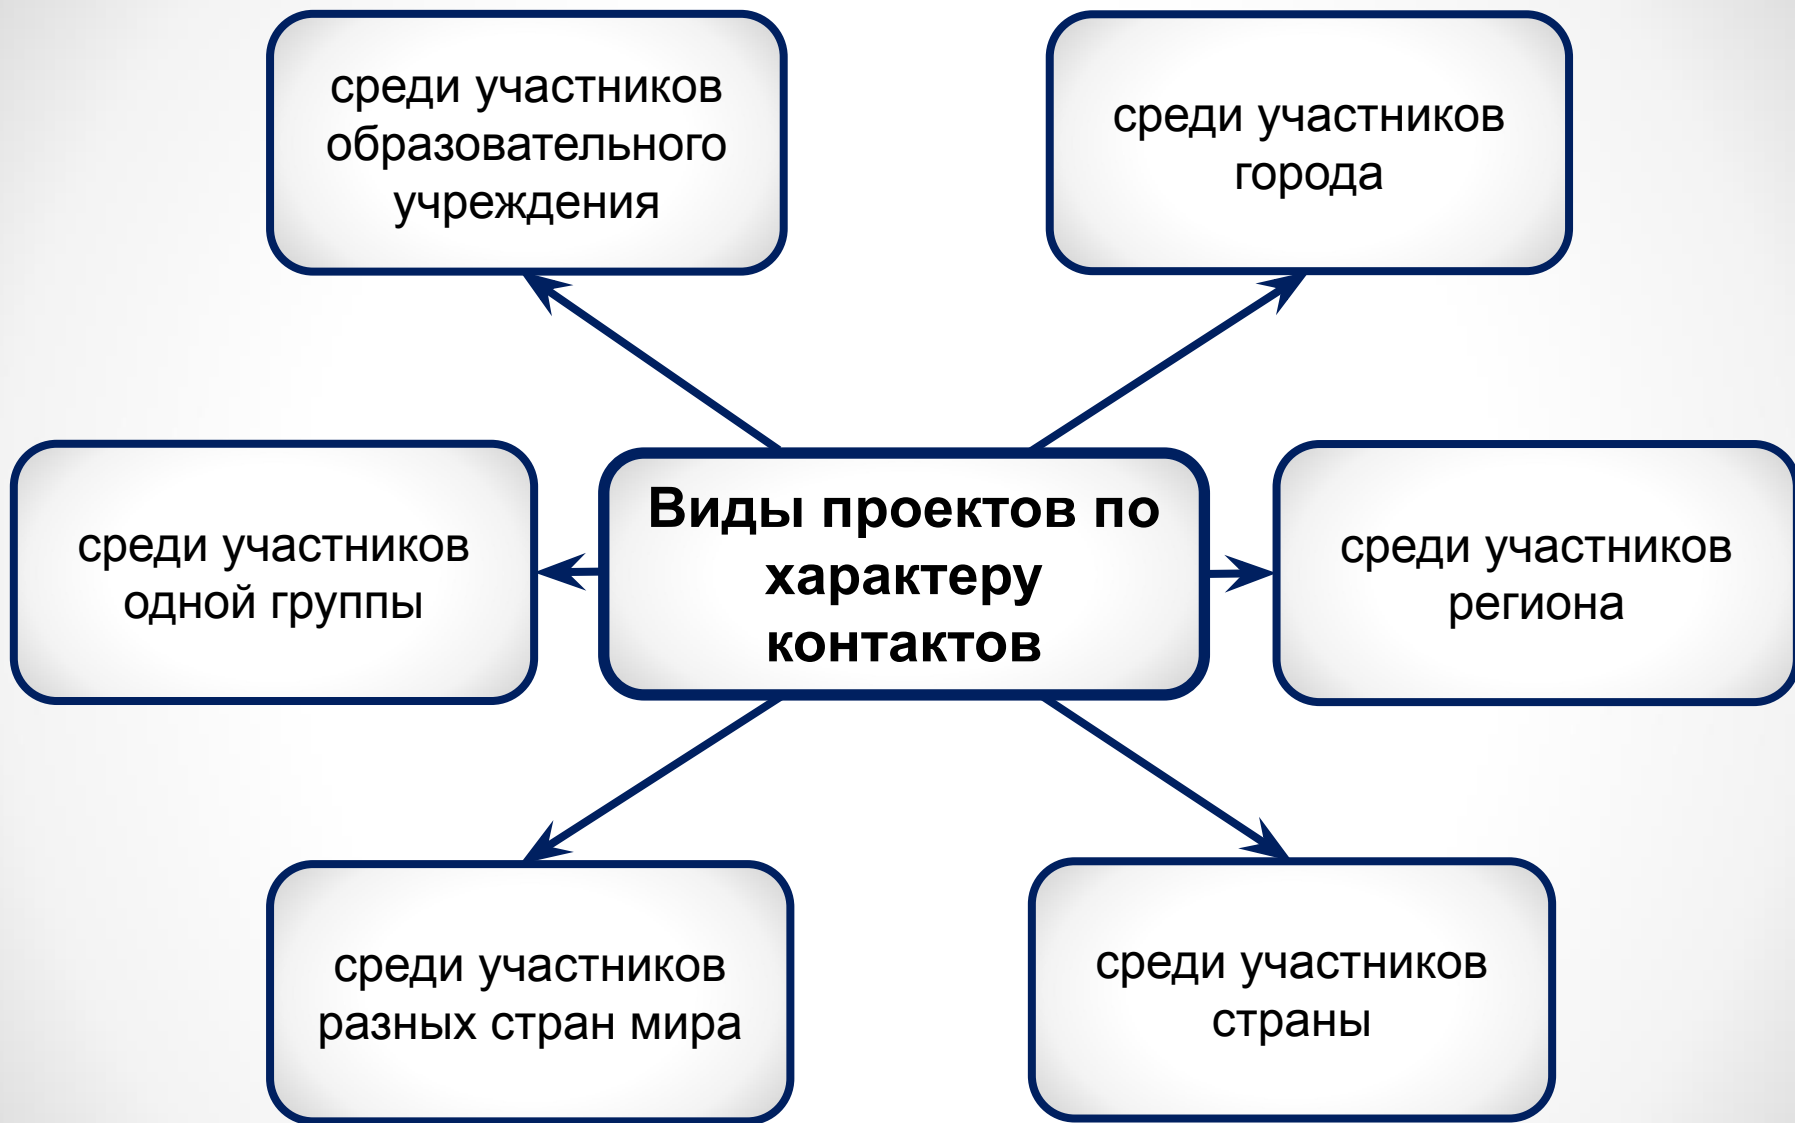 среди участников
образовательного
учреждения
среди участников
города
среди участников
одной группы
Виды проектов по
характеру
контактов
среди участников
региона
среди участников
разных стран мира
среди участников
страны